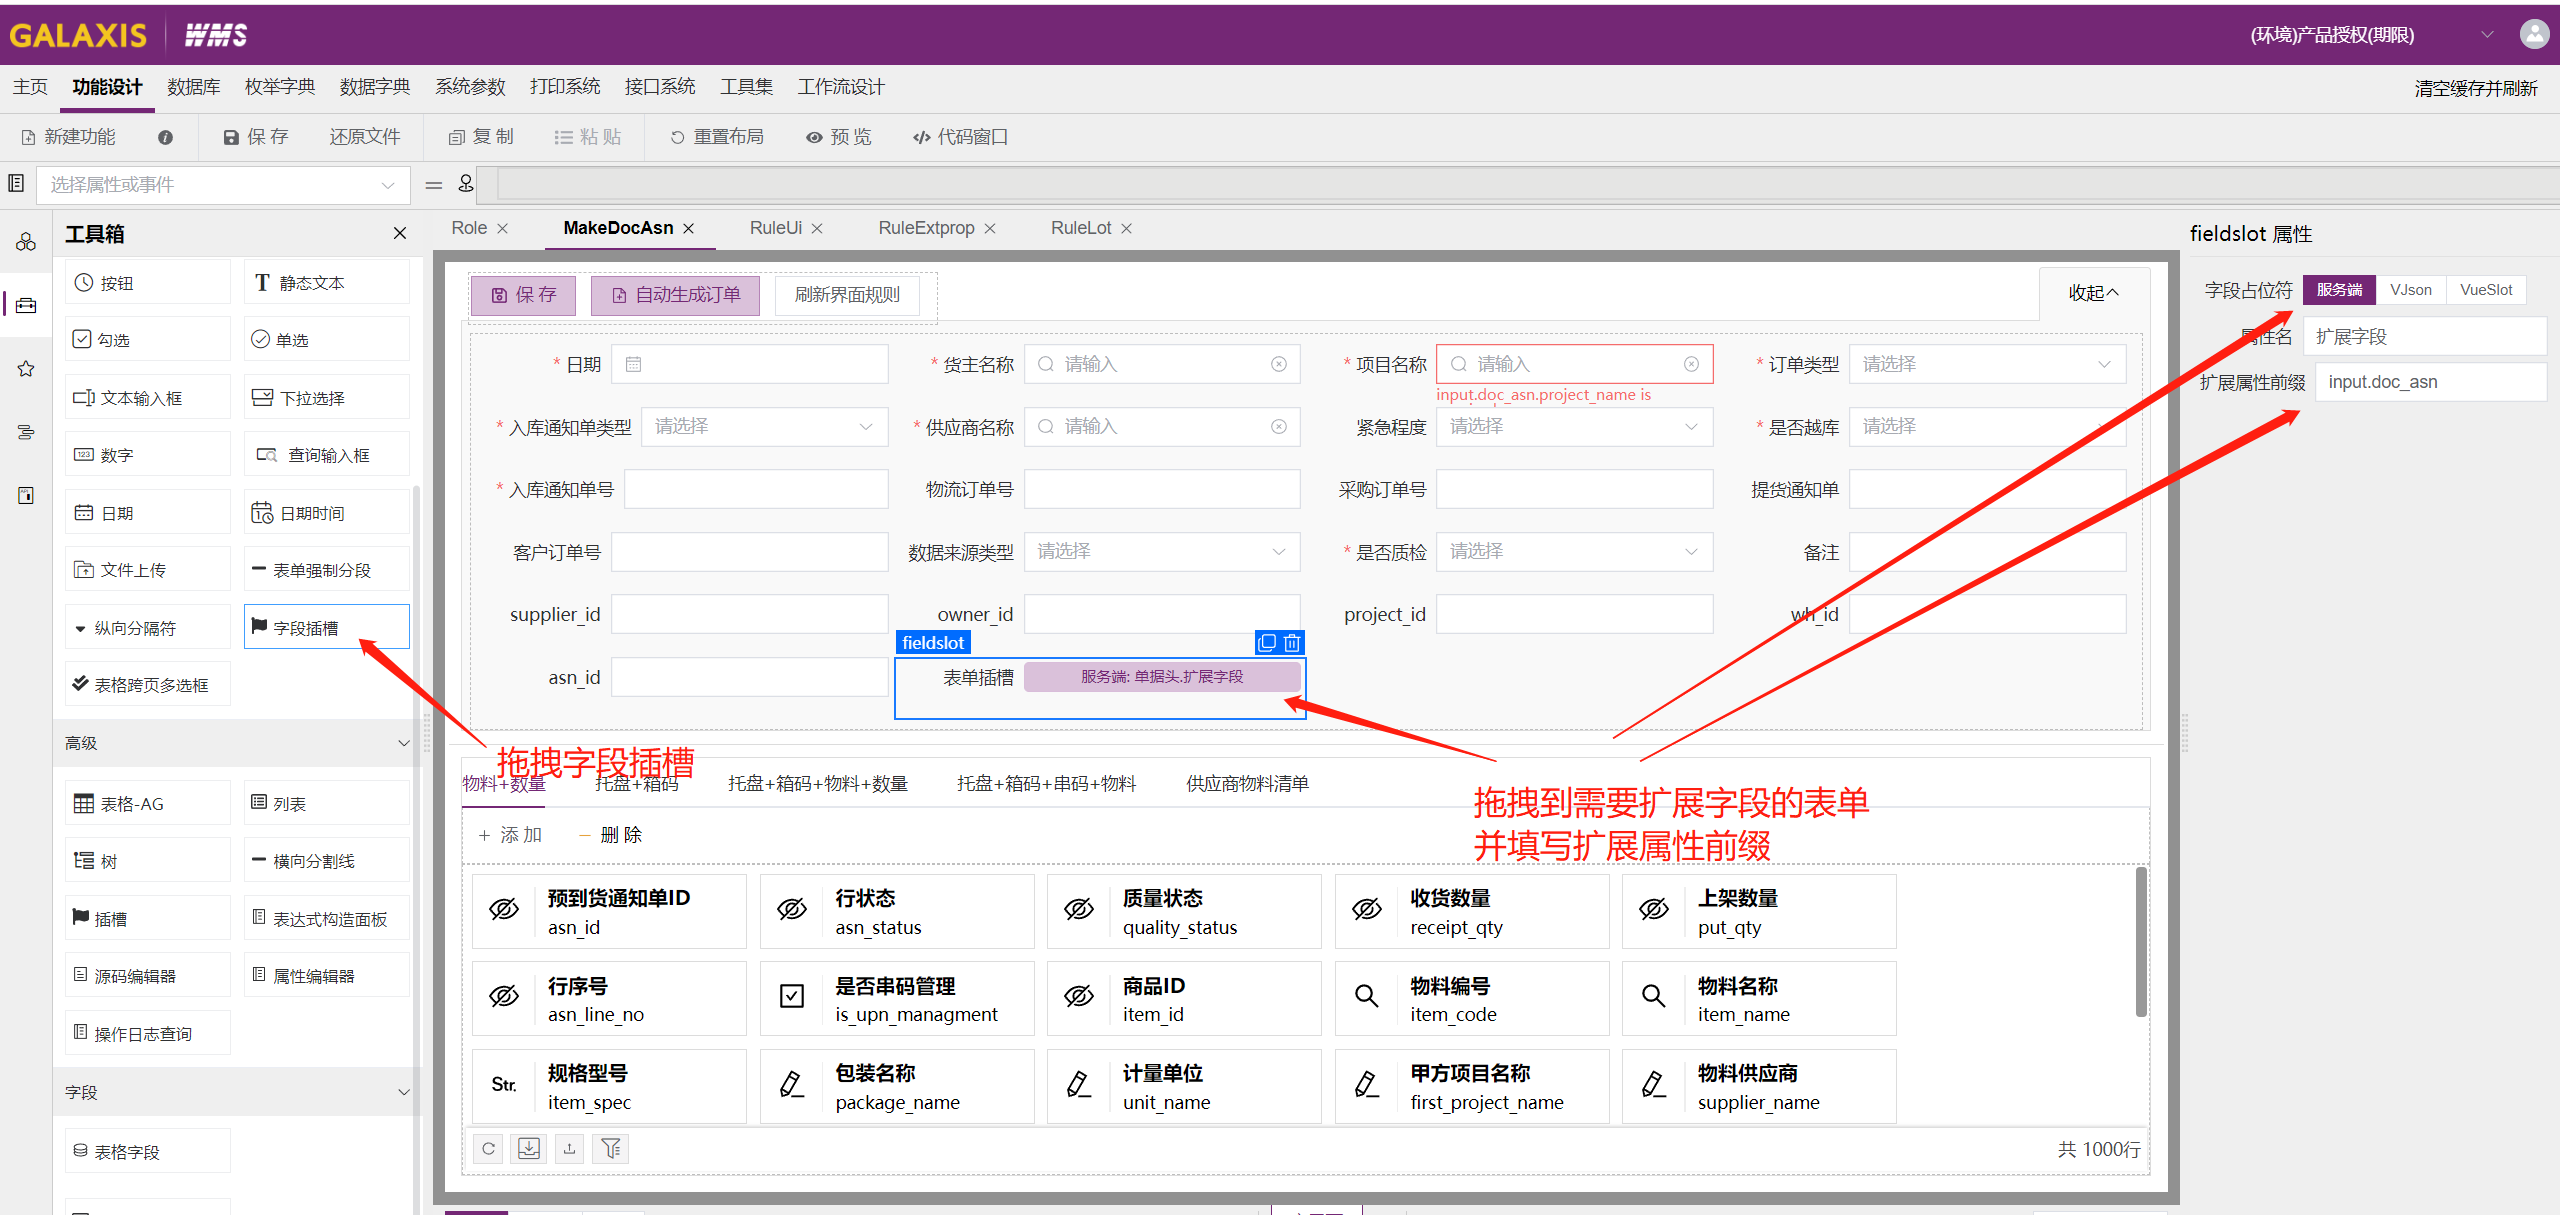 GALAXIS WMS (环境)产品授权(期限)
主页 功能设计 数据库 枚举字典 数据字典 系统参数 打印系统 接口系统 工具集 工作流设计 清空缓存并刷新
新建功能 保 存 还原文件 复 制 粘 贴 重置布局 预 览 代码窗口
选择属性或事件 =
工具箱
按钮 静态文本
勾选 单选
文本输入框 下拉选择
数字 查询输入框
日期 日期时间
文件上传 表单强制分段
纵向分隔符 字段插槽
表格跨页多选框
高级
表格-AG 列表
树 横向分割线
插槽 表达式构造面板
源码编辑器 属性编辑器
操作日志查询
字段
表格字段
Role MakeDocAsn RuleUi RuleExtprop RuleLot
保 存 自动生成订单 刷新界面规则 收起
* 日期 * 货主名称 请输入 * 项目名称 请输入 * 订单类型 请选择
input.doc_asn.project_name is
* 入库通知单类型 请选择 * 供应商名称 请输入 紧急程度 请选择 * 是否越库 请选择
* 入库通知单号 物流订单号 采购订单号 提货通知单
客户订单号 数据来源类型 请选择 * 是否质检 请选择 备注
supplier_id owner_id project_id wh_id
fieldslot
asn_id 表单插槽 服务端: 单据头.扩展字段
拖拽字段插槽
物料+数量 托盘+箱码 托盘+箱码+物料+数量 托盘+箱码+串码+物料 供应商物料清单
拖拽到需要扩展字段的表单
并填写扩展属性前缀
+ 添 加 − 删 除
预到货通知单ID 行状态 质量状态 收货数量 上架数量
asn_id asn_status quality_status receipt_qty put_qty
行序号 是否串码管理 商品ID 物料编号 物料名称
asn_line_no is_upn_managment item_id item_code item_name
Str. 规格型号 包装名称 计量单位 甲方项目名称 物料供应商
item_spec package_name unit_name first_project_name supplier_name
共 1000行
fieldslot 属性
字段占位符 服务端 VJson VueSlot
属性名 扩展字段
扩展属性前缀 input.doc_asn